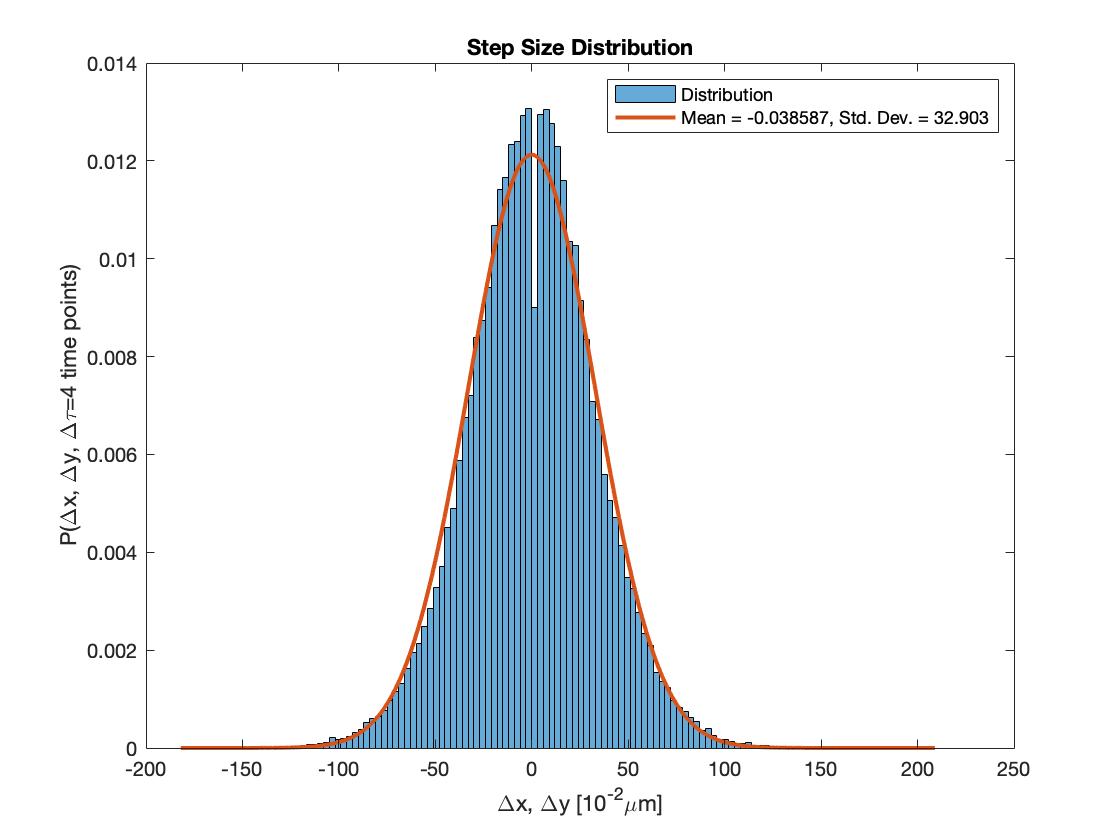 Step Size Distribution
Distribution
Mean = -0.038587, Std. Dev. = 32.903
P(Δx, Δy, Δτ=4 time points)
0.014
0.012
0.01
0.008
0.006
0.004
0.002
0
-200 -150 -100 -50 0 50 100 150 200 250
Δx, Δy [10⁻²μm]